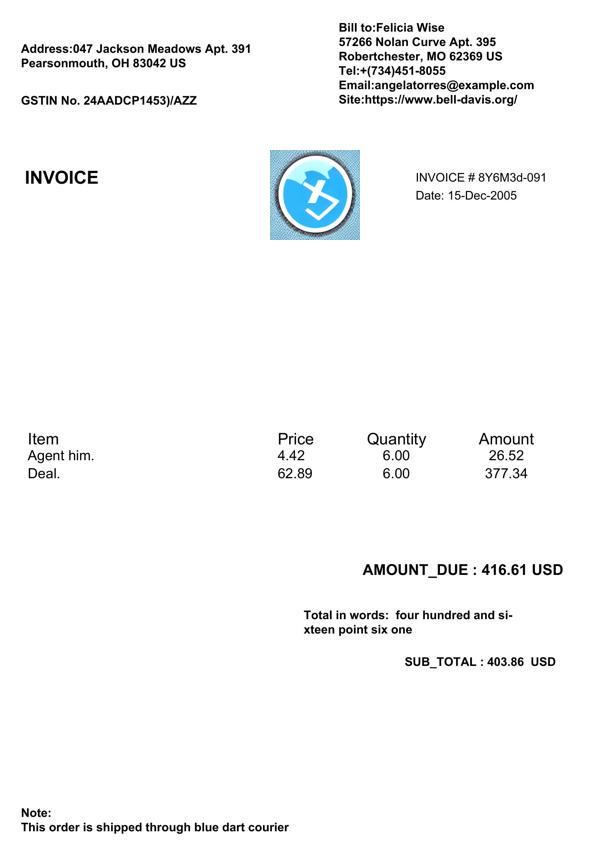 Address:047 Jackson Meadows Apt. 391
Pearsonmouth, OH 83042 US
GSTIN No. 24AADCP1453)/AZZ
Bill to:Felicia Wise
57266 Nolan Curve Apt. 395
Robertchester, MO 62369 US
Tel:+(734)451-8055
Email:angelatorres@example.com
Site:https://www.bell-davis.org/
INVOICE
INVOICE # 8Y6M3d-091
Date: 15-Dec-2005
Item Price Quantity Amount
Agent him. 4.42 6.00 26.52
Deal. 62.89 6.00 377.34
AMOUNT_DUE : 416.61 USD
Total in words: four hundred and si-
xteen point six one
SUB_TOTAL : 403.86 USD
Note:
This order is shipped through blue dart courier